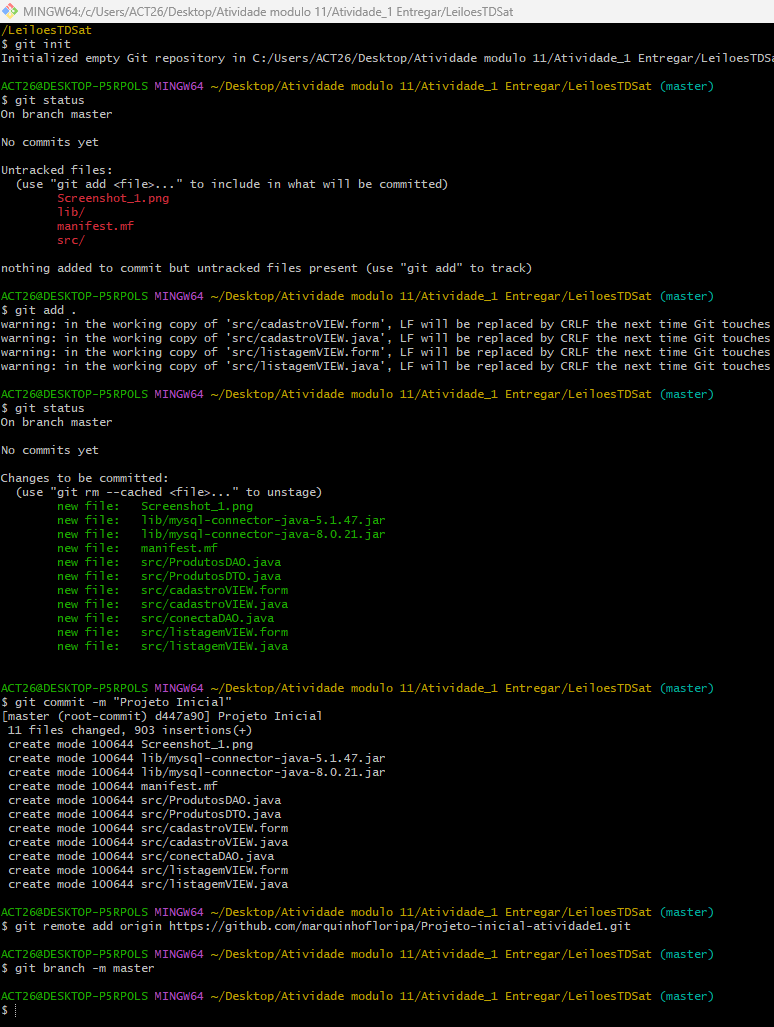 MINGW64:/c/Users/ACT26/Desktop/Atividade modulo 11/Atividade_1 Entregar/LeiloesTDSat
/LeiloesTDSat
$ git init
Initialized empty Git repository in C:/Users/ACT26/Desktop/Atividade modulo 11/Atividade_1 Entregar/LeiloesTDSa
ACT26@DESKTOP-P5RPOLS MINGW64 ~/Desktop/Atividade modulo 11/Atividade_1 Entregar/LeiloesTDSat (master)
$ git status
On branch master
No commits yet
Untracked files:
(use "git add <file>..." to include in what will be committed)
Screenshot_1.png
lib/
manifest.mf
src/
nothing added to commit but untracked files present (use "git add" to track)
ACT26@DESKTOP-P5RPOLS MINGW64 ~/Desktop/Atividade modulo 11/Atividade_1 Entregar/LeiloesTDSat (master)
$ git add .
warning: in the working copy of 'src/cadastroVIEW.form', LF will be replaced by CRLF the next time Git touches
warning: in the working copy of 'src/cadastroVIEW.java', LF will be replaced by CRLF the next time Git touches
warning: in the working copy of 'src/listagemVIEW.form', LF will be replaced by CRLF the next time Git touches
warning: in the working copy of 'src/listagemVIEW.java', LF will be replaced by CRLF the next time Git touches
ACT26@DESKTOP-P5RPOLS MINGW64 ~/Desktop/Atividade modulo 11/Atividade_1 Entregar/LeiloesTDSat (master)
$ git status
On branch master
No commits yet
Changes to be committed:
(use "git rm --cached <file>..." to unstage)
new file:   Screenshot_1.png
new file:   lib/mysql-connector-java-5.1.47.jar
new file:   lib/mysql-connector-java-8.0.21.jar
new file:   manifest.mf
new file:   src/ProdutosDAO.java
new file:   src/ProdutosDTO.java
new file:   src/cadastroVIEW.form
new file:   src/cadastroVIEW.java
new file:   src/conectaDAO.java
new file:   src/listagemVIEW.form
new file:   src/listagemVIEW.java
ACT26@DESKTOP-P5RPOLS MINGW64 ~/Desktop/Atividade modulo 11/Atividade_1 Entregar/LeiloesTDSat (master)
$ git commit -m "Projeto Inicial"
[master (root-commit) d447a90] Projeto Inicial
11 files changed, 903 insertions(+)
create mode 100644 Screenshot_1.png
create mode 100644 lib/mysql-connector-java-5.1.47.jar
create mode 100644 lib/mysql-connector-java-8.0.21.jar
create mode 100644 manifest.mf
create mode 100644 src/ProdutosDAO.java
create mode 100644 src/ProdutosDTO.java
create mode 100644 src/cadastroVIEW.form
create mode 100644 src/cadastroVIEW.java
create mode 100644 src/conectaDAO.java
create mode 100644 src/listagemVIEW.form
create mode 100644 src/listagemVIEW.java
ACT26@DESKTOP-P5RPOLS MINGW64 ~/Desktop/Atividade modulo 11/Atividade_1 Entregar/LeiloesTDSat (master)
$ git remote add origin https://github.com/marquinhofloripa/Projeto-inicial-atividade1.git
ACT26@DESKTOP-P5RPOLS MINGW64 ~/Desktop/Atividade modulo 11/Atividade_1 Entregar/LeiloesTDSat (master)
$ git branch -m master
ACT26@DESKTOP-P5RPOLS MINGW64 ~/Desktop/Atividade modulo 11/Atividade_1 Entregar/LeiloesTDSat (master)
$